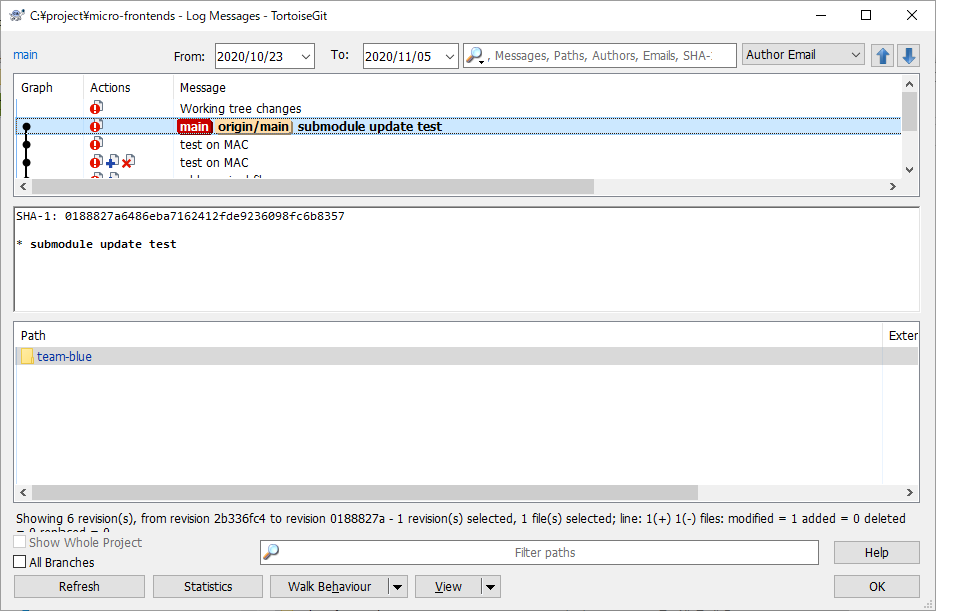 C:¥project¥micro-frontends - Log Messages - TortoiseGit
main From: 2020/10/23 To: 2020/11/05 , Messages, Paths, Authors, Emails, SHA-: Author Email
Graph Actions Message
Working tree changes
main origin/main submodule update test
test on MAC
test on MAC
SHA-1: 0188827a6486eba7162412fde9236098fc6b8357
* submodule update test
Path Exter
team-blue
Showing 6 revision(s), from revision 2b336fc4 to revision 0188827a - 1 revision(s) selected, 1 file(s) selected; line: 1(+) 1(-) files: modified = 1 added = 0 deleted
= 0 replaced = 0
Show Whole Project
All Branches
Filter paths
Help
Refresh Statistics Walk Behaviour View OK